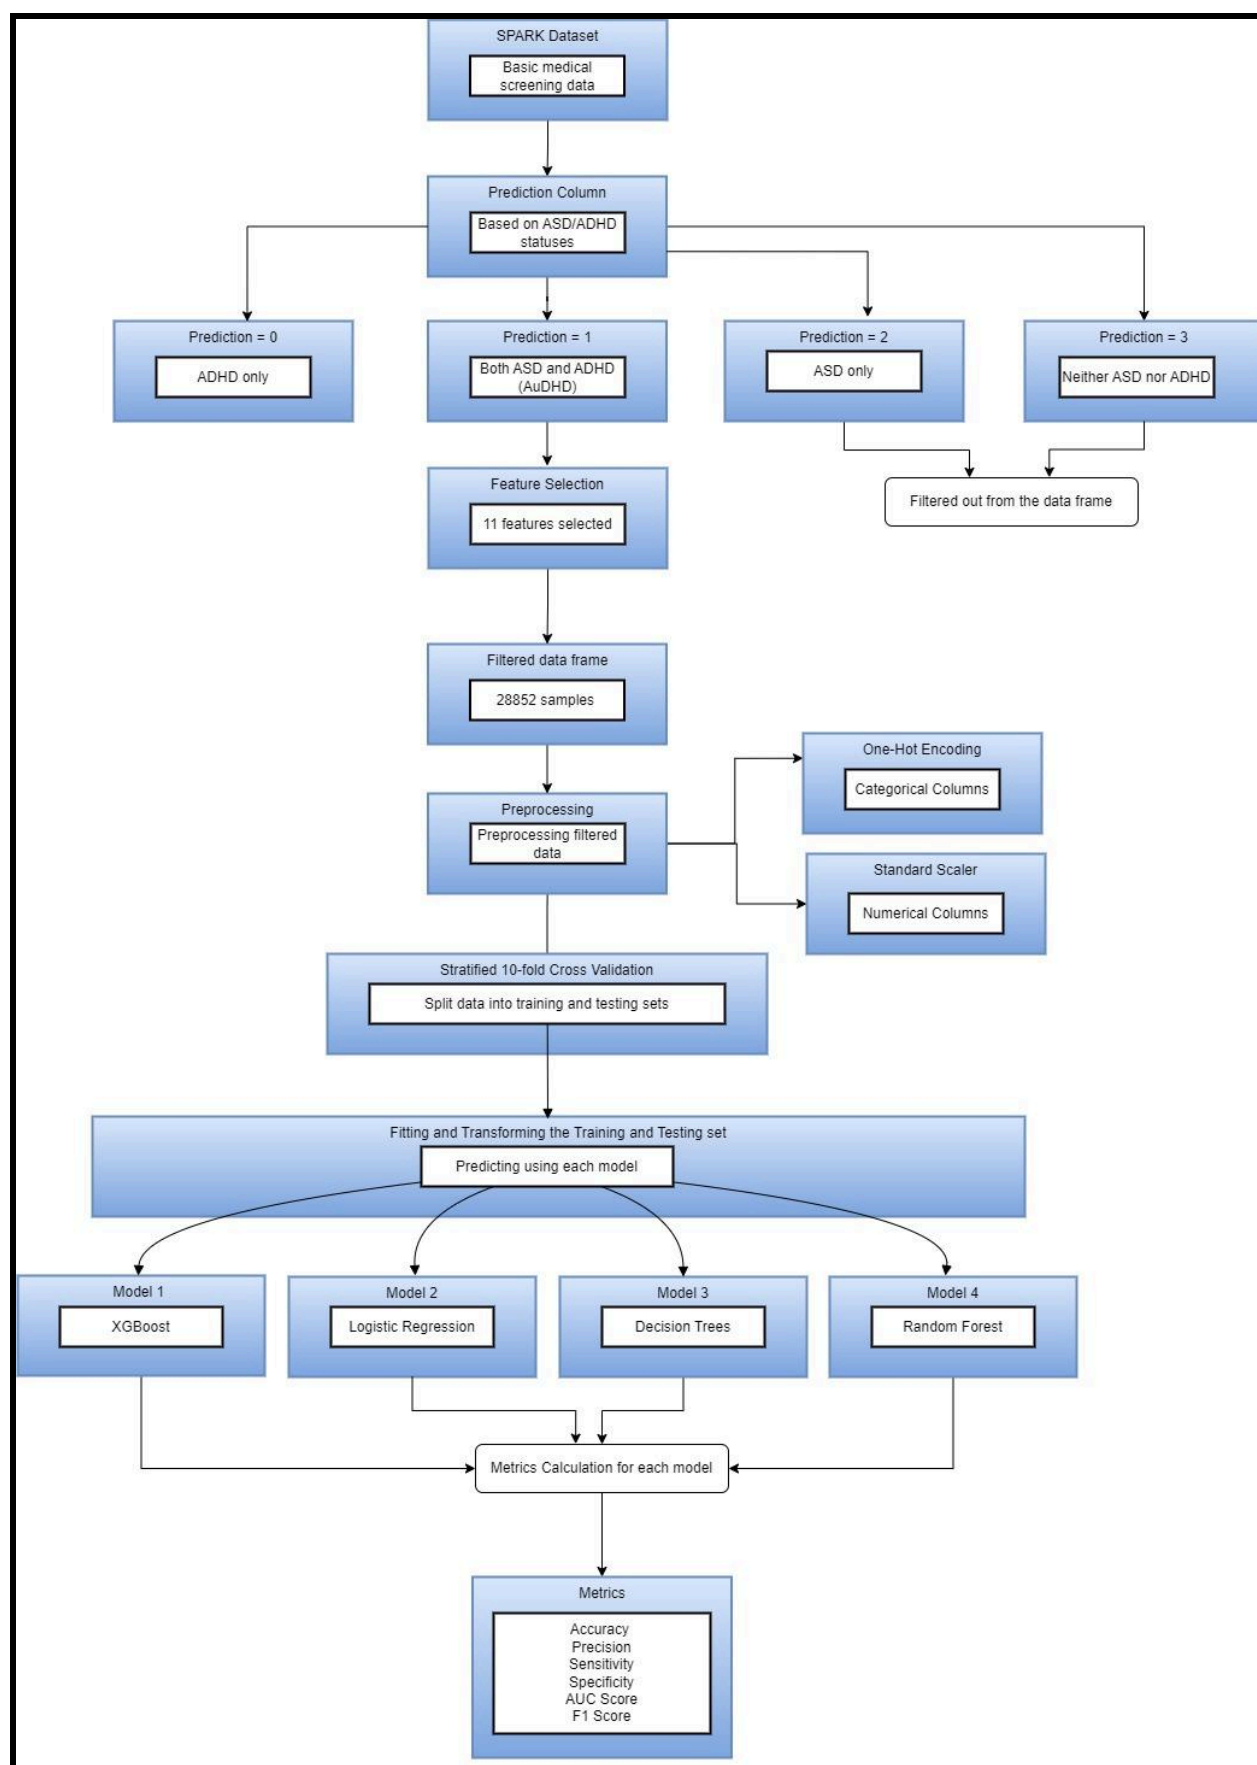 SPARK Dataset
Basic medical
screening data
Prediction Column
Based on ASD/ADHD
statuses
Prediction = 0
ADHD only
Prediction = 1
Both ASD and ADHD
(AuDHD)
Prediction = 2
ASD only
Prediction = 3
Neither ASD nor ADHD
Filtered out from the data frame
Feature Selection
11 features selected
Filtered data frame
28852 samples
Preprocessing
Preprocessing filtered
data
One-Hot Encoding
Categorical Columns
Standard Scaler
Numerical Columns
Stratified 10-fold Cross Validation
Split data into training and testing sets
Fitting and Transforming the Training and Testing set
Predicting using each model
Model 1
XGBoost
Model 2
Logistic Regression
Model 3
Decision Trees
Model 4
Random Forest
Metrics Calculation for each model
Metrics
Accuracy
Precision
Sensitivity
Specificity
AUC Score
F1 Score